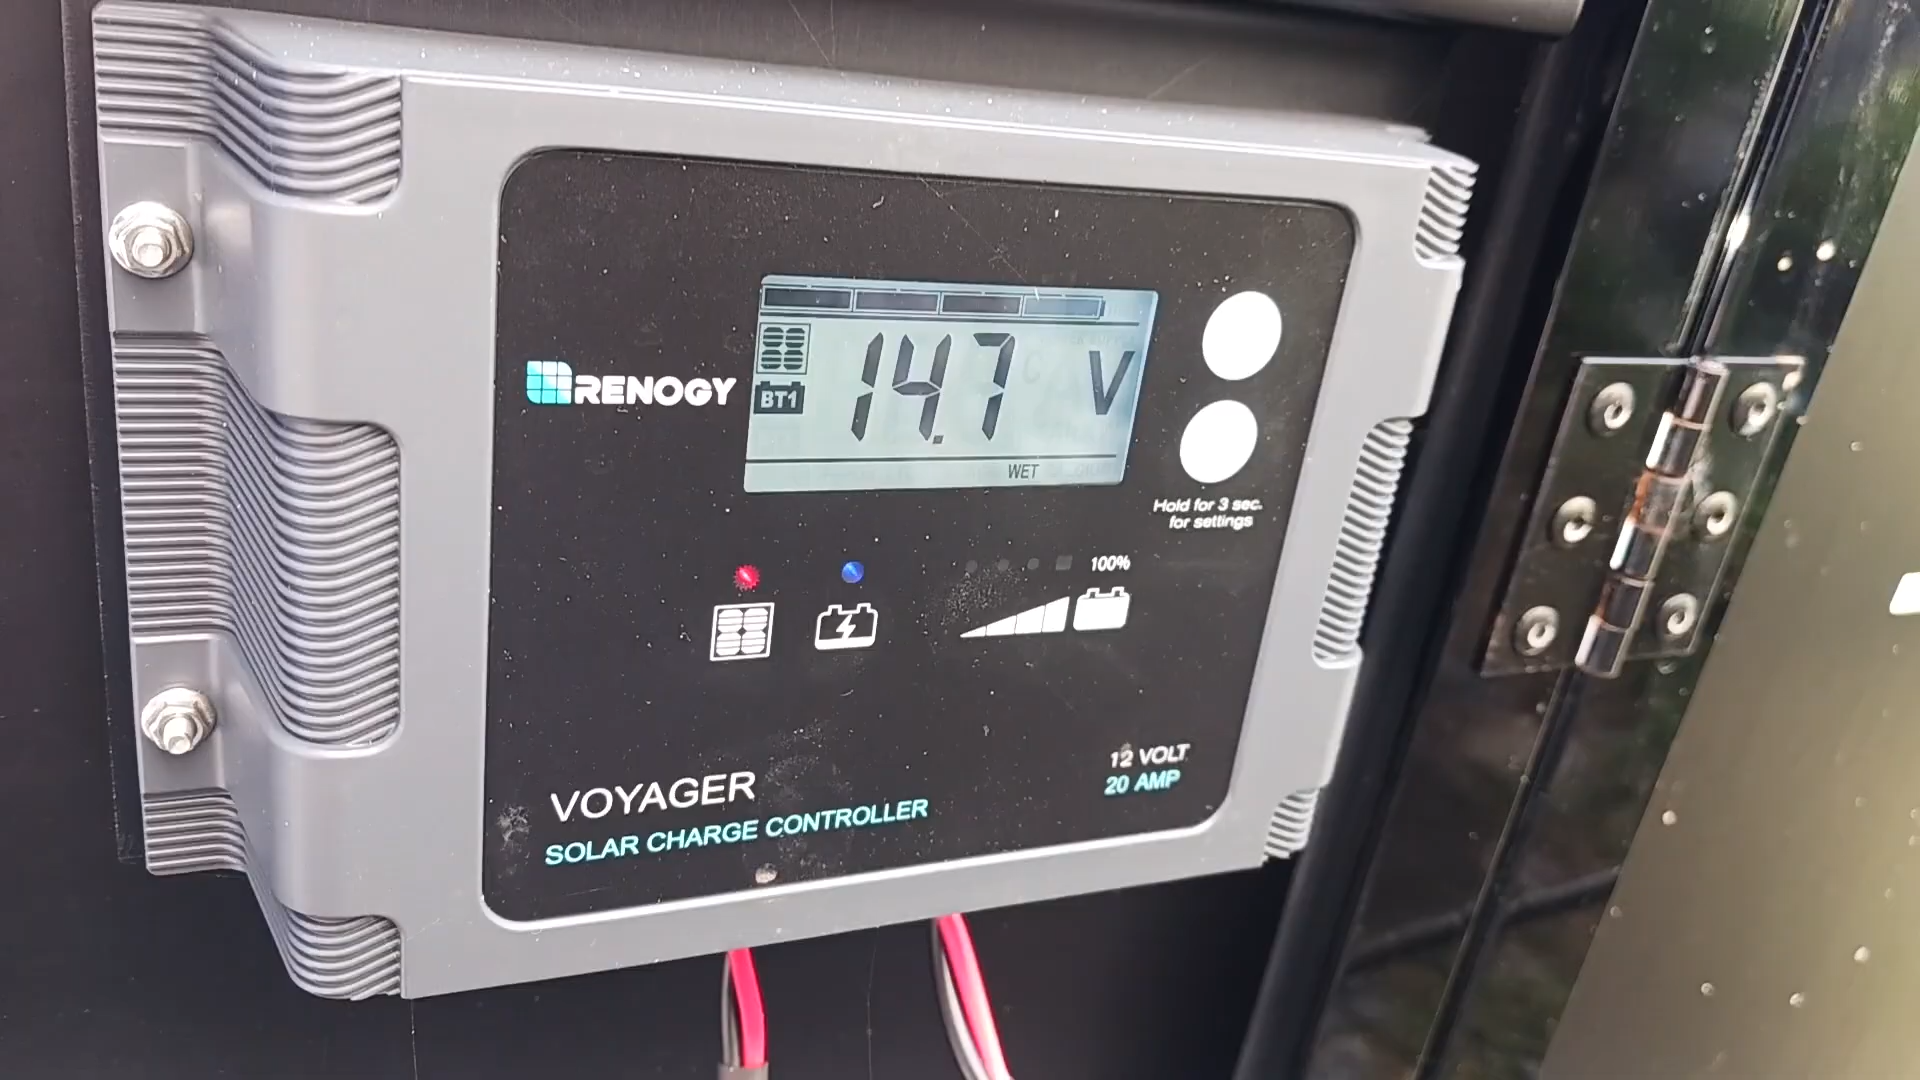 RENOGY
BT1
14.7 V
WET
Hold for 3 sec.
for settings
100%
VOYAGER
SOLAR CHARGE CONTROLLER
12 VOLT
20 AMP